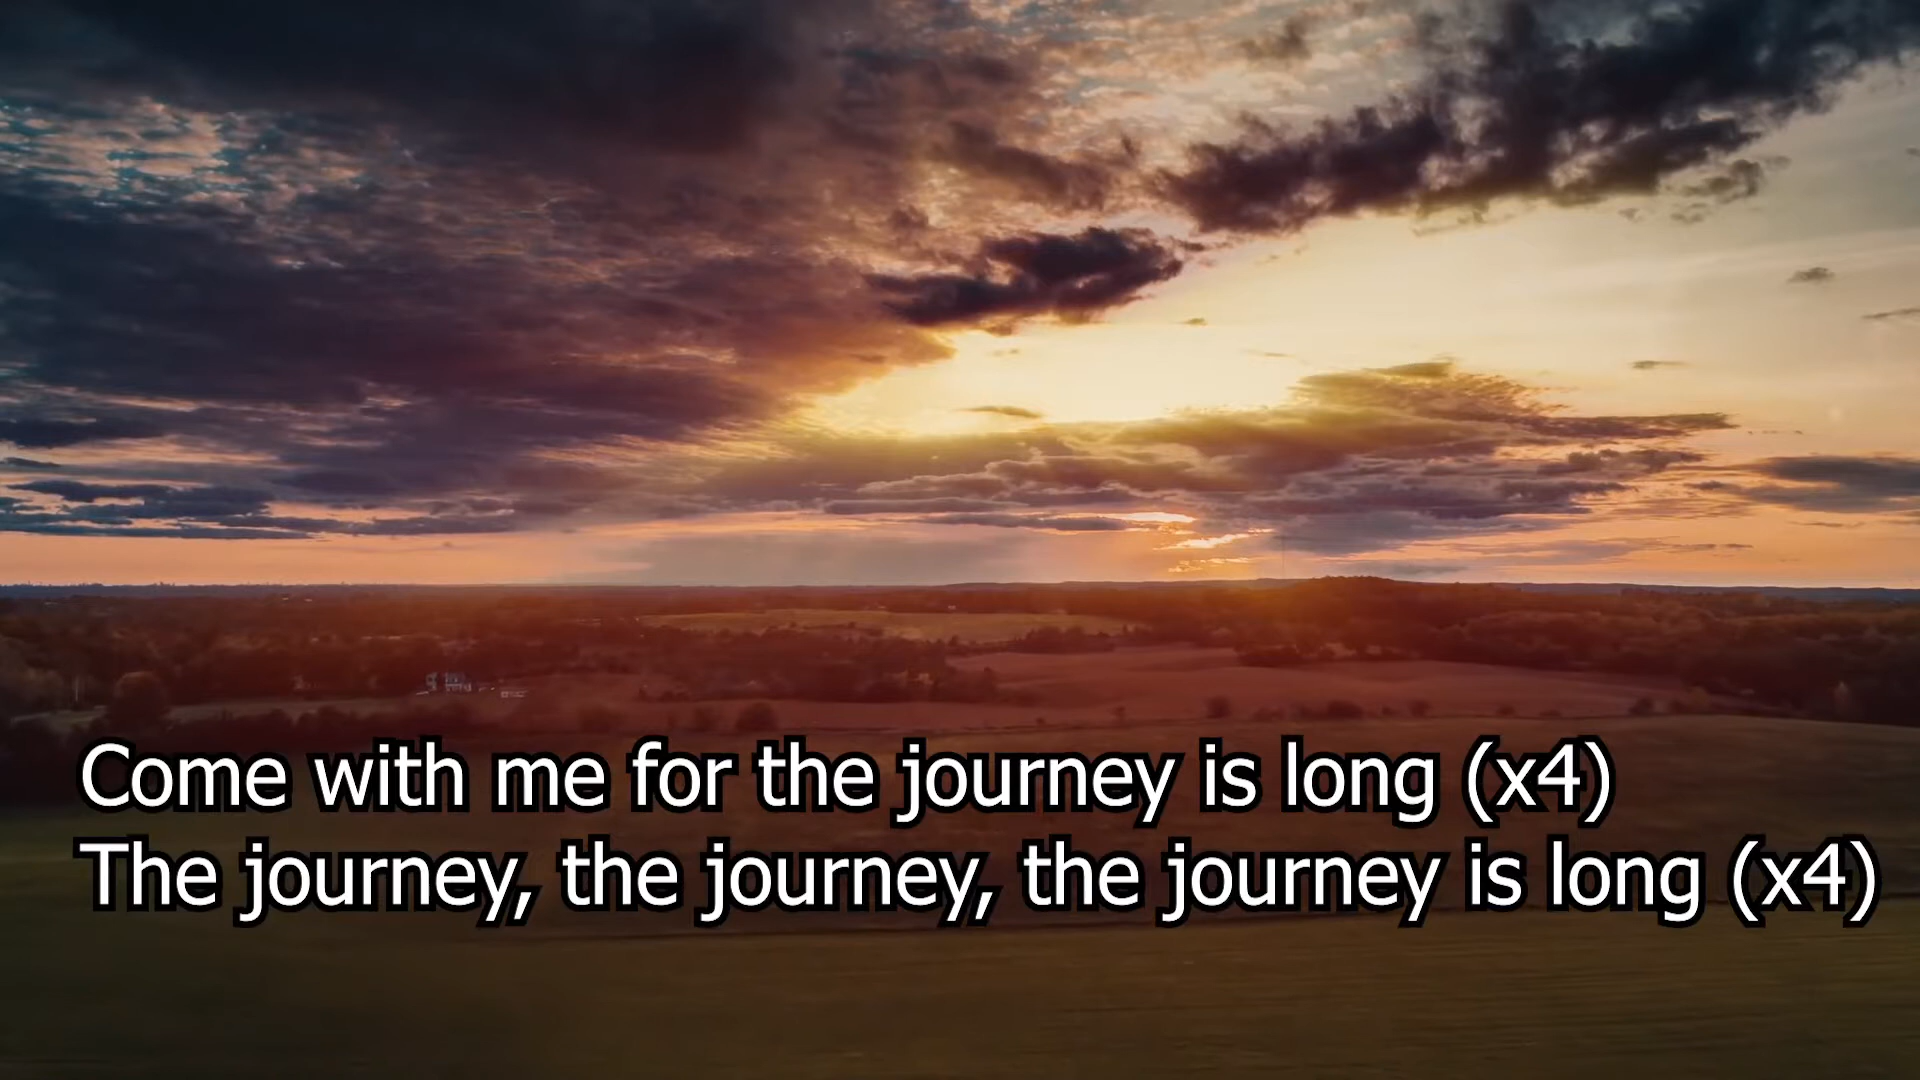 Come with me for the journey is long (x4)
The journey, the journey, the journey is long (x4)